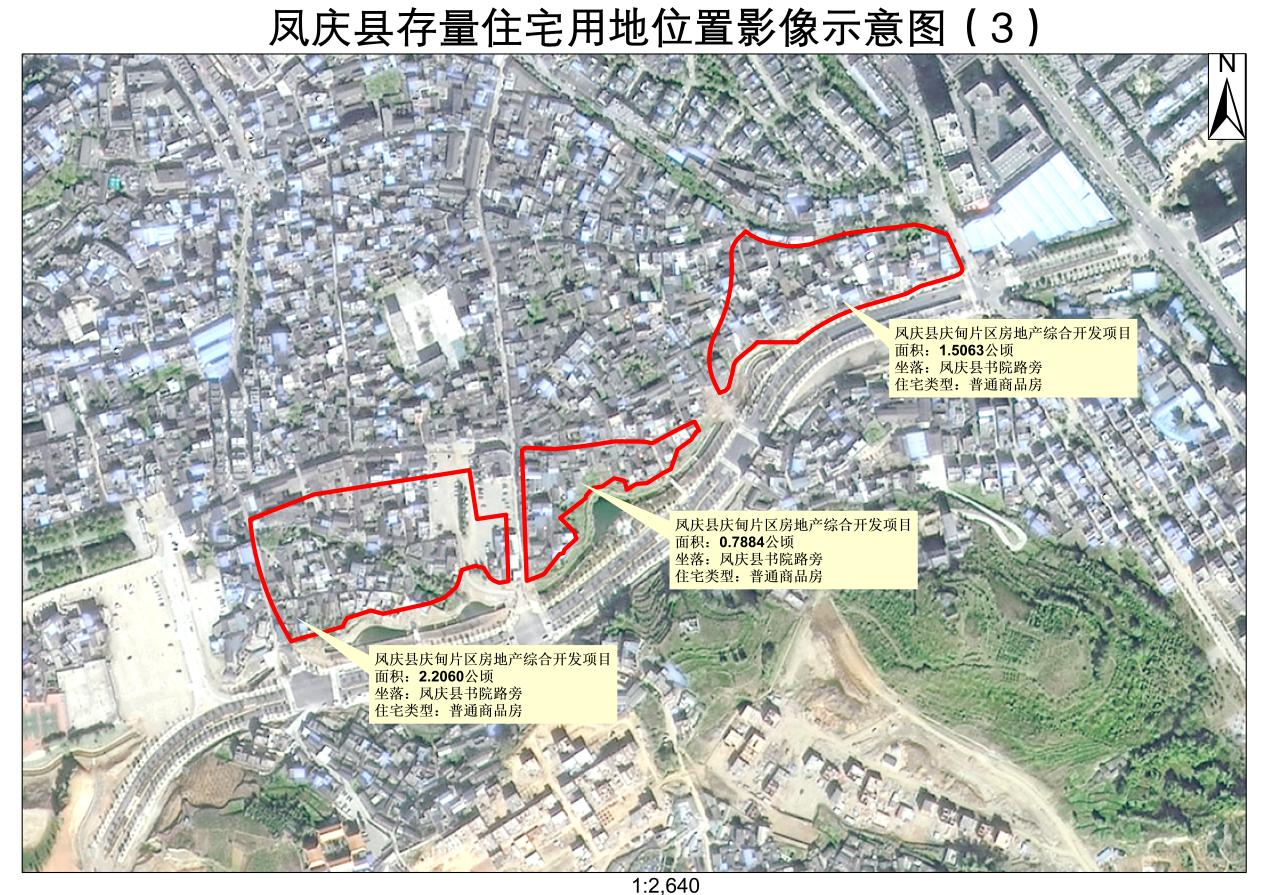 凤庆县存量住宅用地位置影像示意图（3）
N
凤庆县庆甸片区房地产综合开发项目
面积：1.5063公顷
坐落：凤庆县书院路旁
住宅类型：普通商品房
凤庆县庆甸片区房地产综合开发项目
面积：0.7884公顷
坐落：凤庆县书院路旁
住宅类型：普通商品房
凤庆县庆甸片区房地产综合开发项目
面积：2.2060公顷
坐落：凤庆县书院路旁
住宅类型：普通商品房
1:2,640